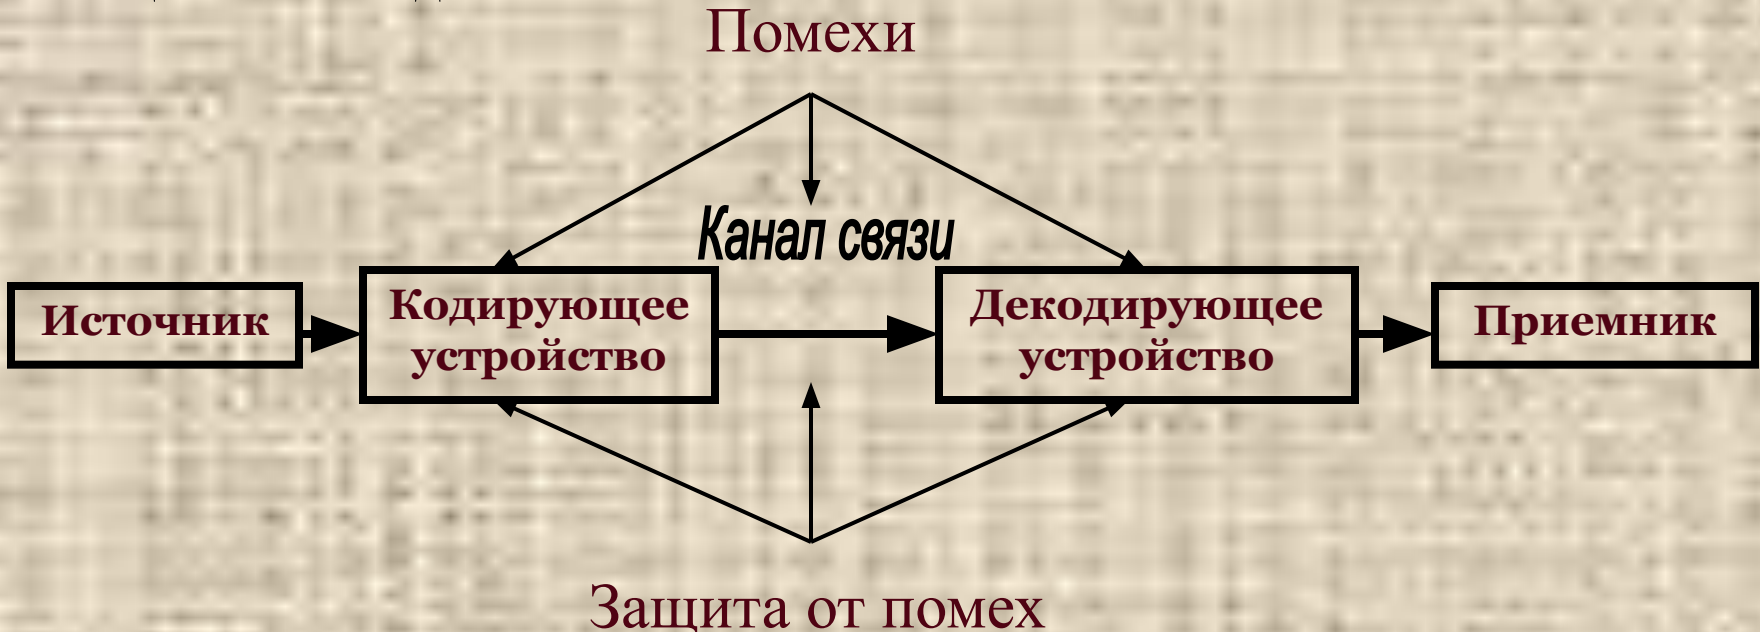 Помехи
Канал связи
Источник
Кодирующее
устройство
Декодирующее
устройство
Приемник
Защита от помех